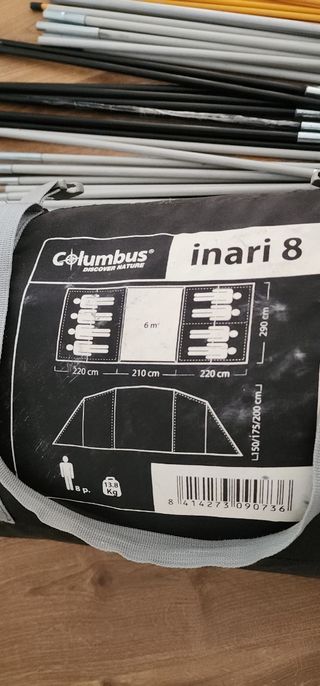 Columbus®
DISCOVER NATURE
inari 8
6 m²
290 cm
220 cm
210 cm
220 cm
150/175/200 cm
8 p.
13.8
Kg
8 414273 090736